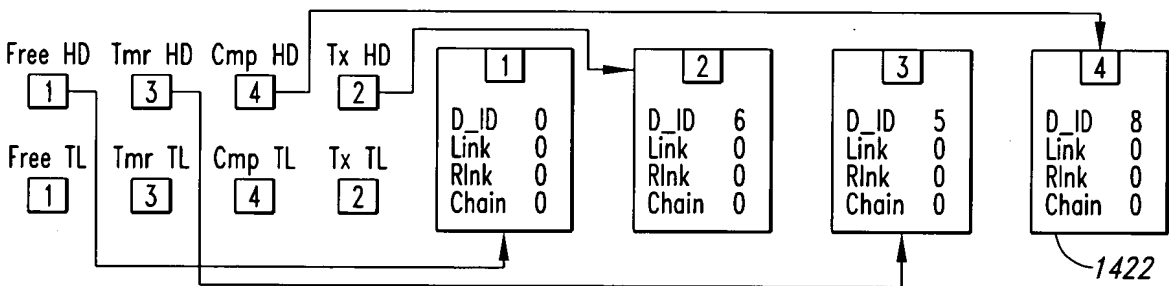 Free HD Tmr HD Cmp HD Tx HD
1 3 4 2
Free TL Tmr TL Cmp TL Tx TL
1 3 4 2
1
D_ID 0
Link 0
Rlnk 0
Chain 0
2
D_ID 6
Link 0
Rlnk 0
Chain 0
3
D_ID 5
Link 0
Rlnk 0
Chain 0
4
D_ID 8
Link 0
Rlnk 0
Chain 0
1422